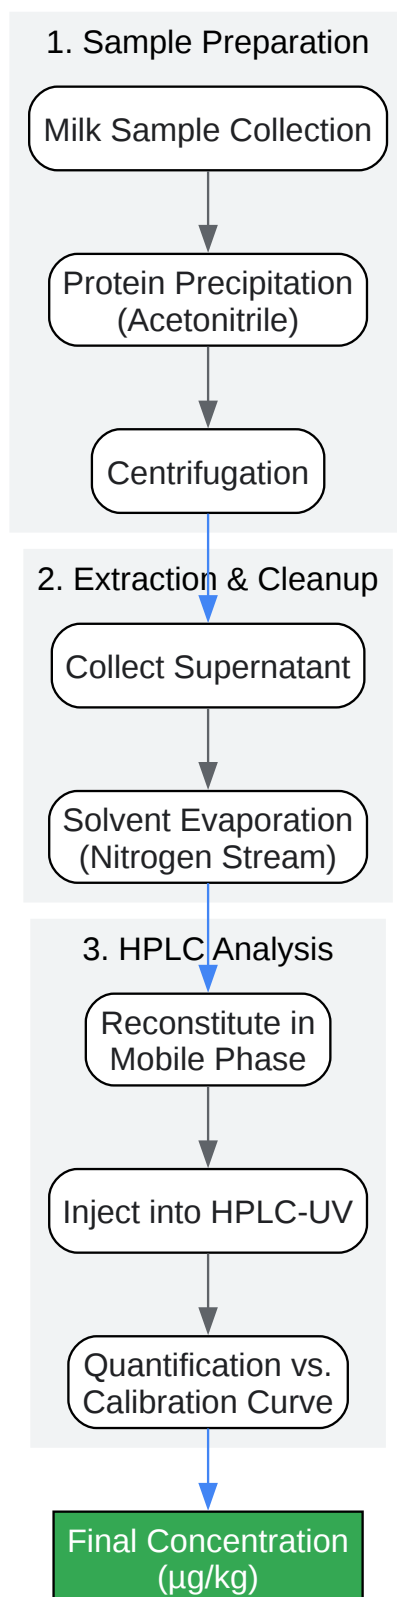 1. Sample Preparation
Milk Sample Collection
Protein Precipitation
(Acetonitrile)
Centrifugation
2. Extraction & Cleanup
Collect Supernatant
Solvent Evaporation
(Nitrogen Stream)
3. HPLC Analysis
Reconstitute in
Mobile Phase
Inject into HPLC-UV
Quantification vs.
Calibration Curve
Final Concentration
(µg/kg)